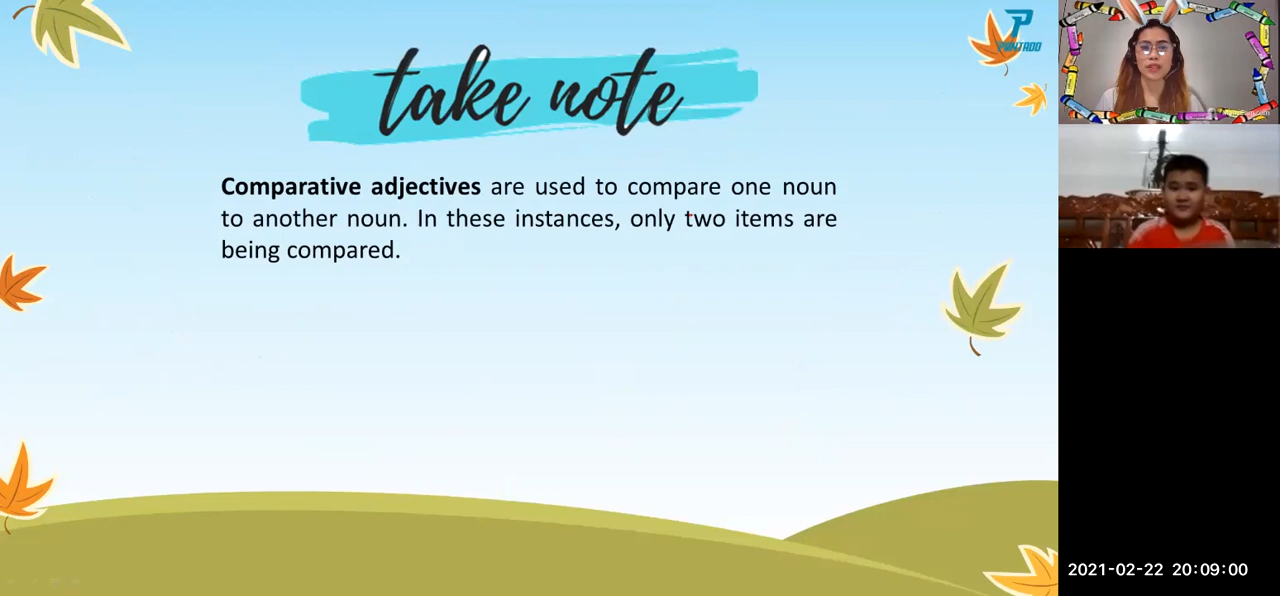 take note
PUNTADO
Comparative adjectives are used to compare one noun
to another noun. In these instances, only two items are
being compared.
2021-02-22 20:09:00